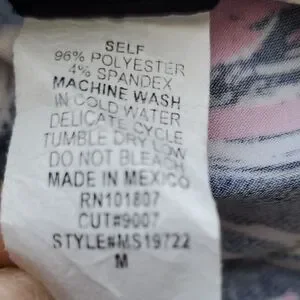 SELF
96% POLYESTER
4% SPANDEX
MACHINE WASH
IN COLD WATER
DELICATE CYCLE
TUMBLE DRY LOW
DO NOT BLEACH
MADE IN MEXICO
RN101807
CUT#9007
STYLE#MS19722
M